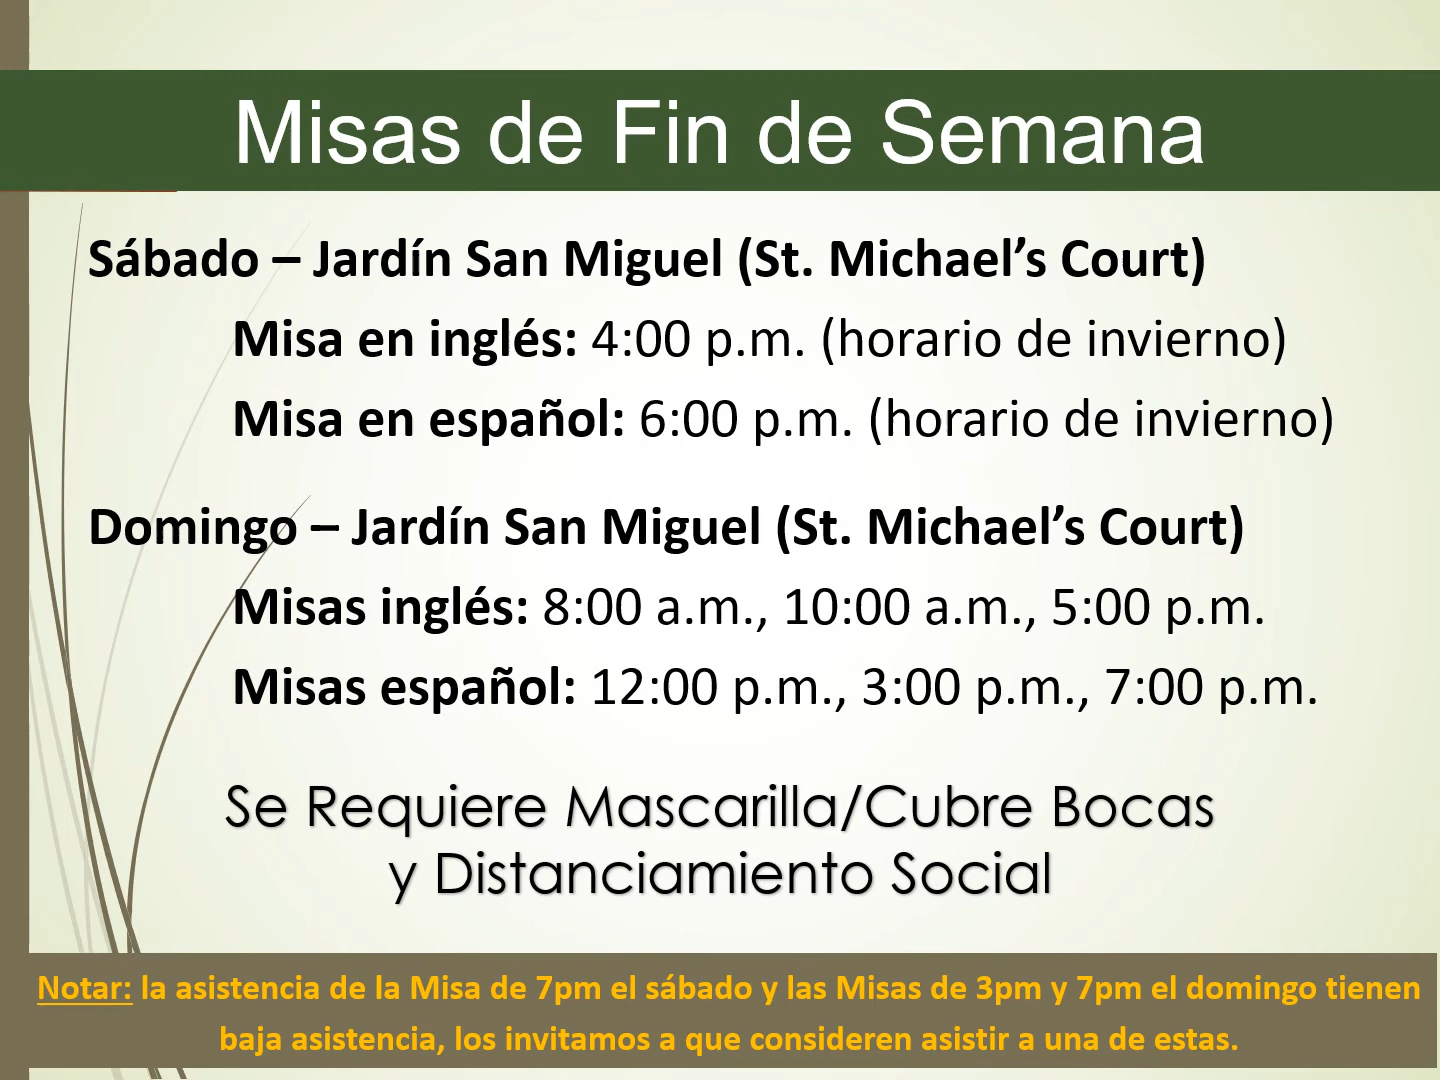 Misas de Fin de Semana
Sábado – Jardín San Miguel (St. Michael’s Court)
Misa en inglés: 4:00 p.m. (horario de invierno)
Misa en español: 6:00 p.m. (horario de invierno)
Domingo – Jardín San Miguel (St. Michael’s Court)
Misas inglés: 8:00 a.m., 10:00 a.m., 5:00 p.m.
Misas español: 12:00 p.m., 3:00 p.m., 7:00 p.m.
Se Requiere Mascarilla/Cubre Bocas
y Distanciamiento Social
Notar: la asistencia de la Misa de 7pm el sábado y las Misas de 3pm y 7pm el domingo tienen
baja asistencia, los invitamos a que consideren asistir a una de estas.